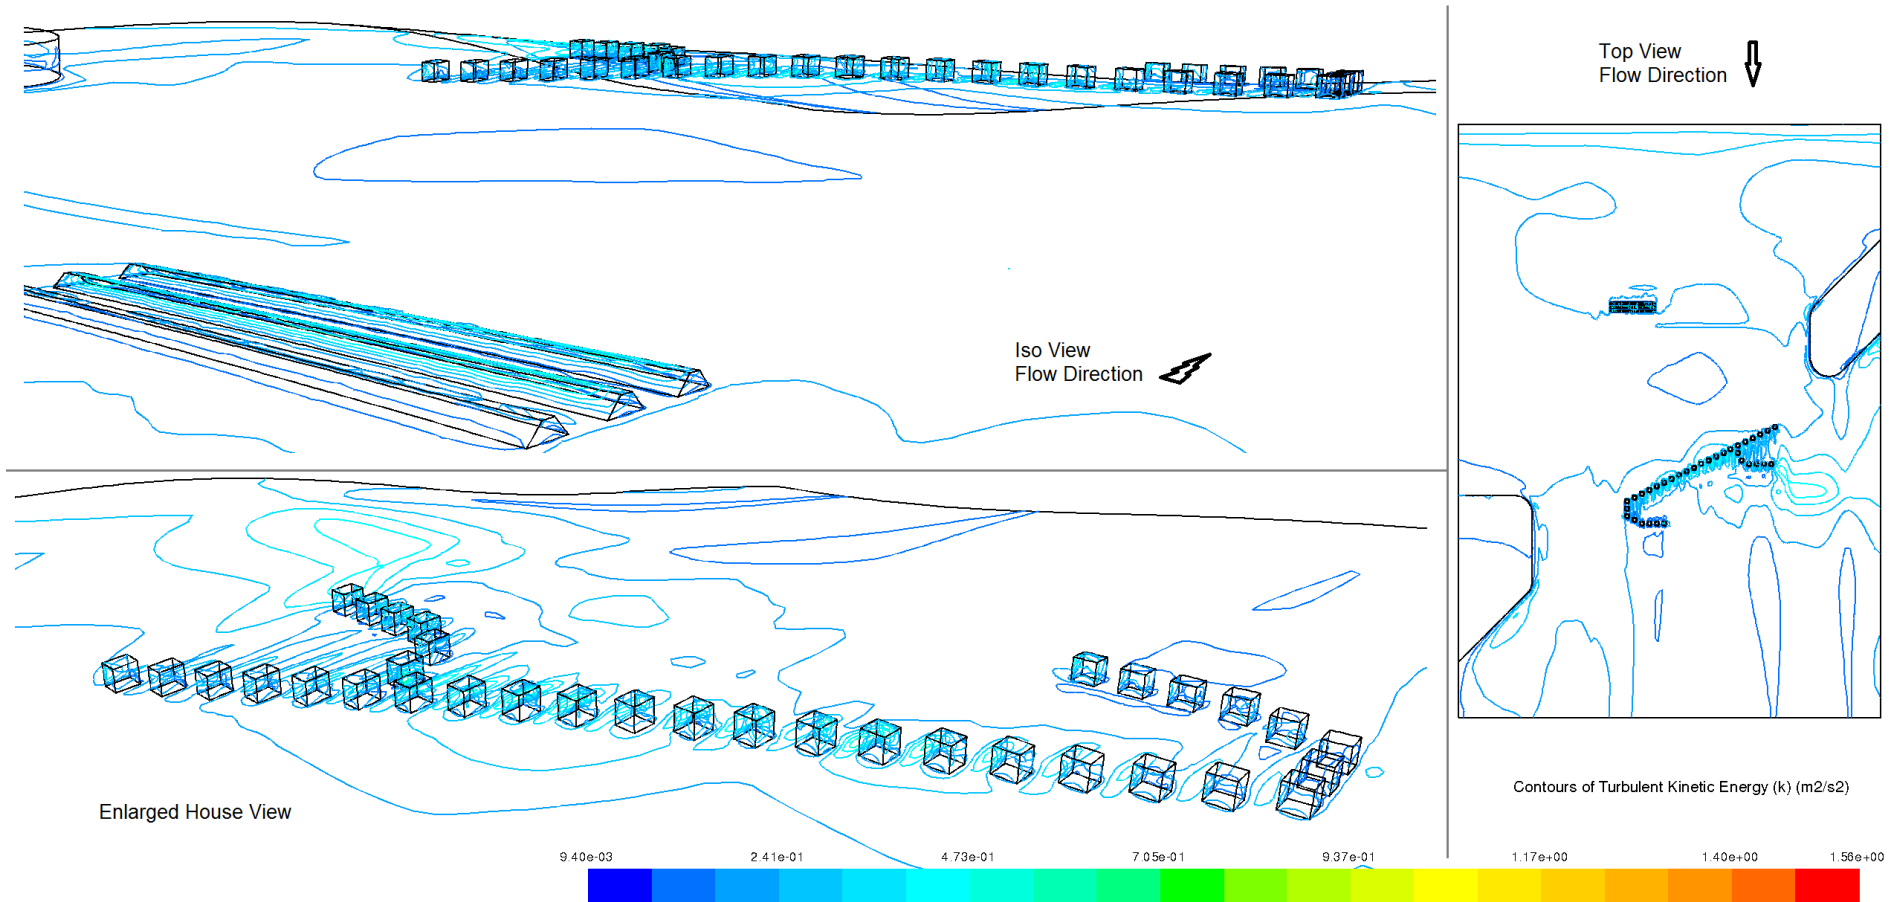 Top View
Flow Direction
Iso View
Flow Direction
Enlarged House View
Contours of Turbulent Kinetic Energy (k) (m2/s2)
9.40e-03 2.41e-01 4.73e-01 7.05e-01 9.37e-01 1.17e+00 1.40e+00 1.56e+00